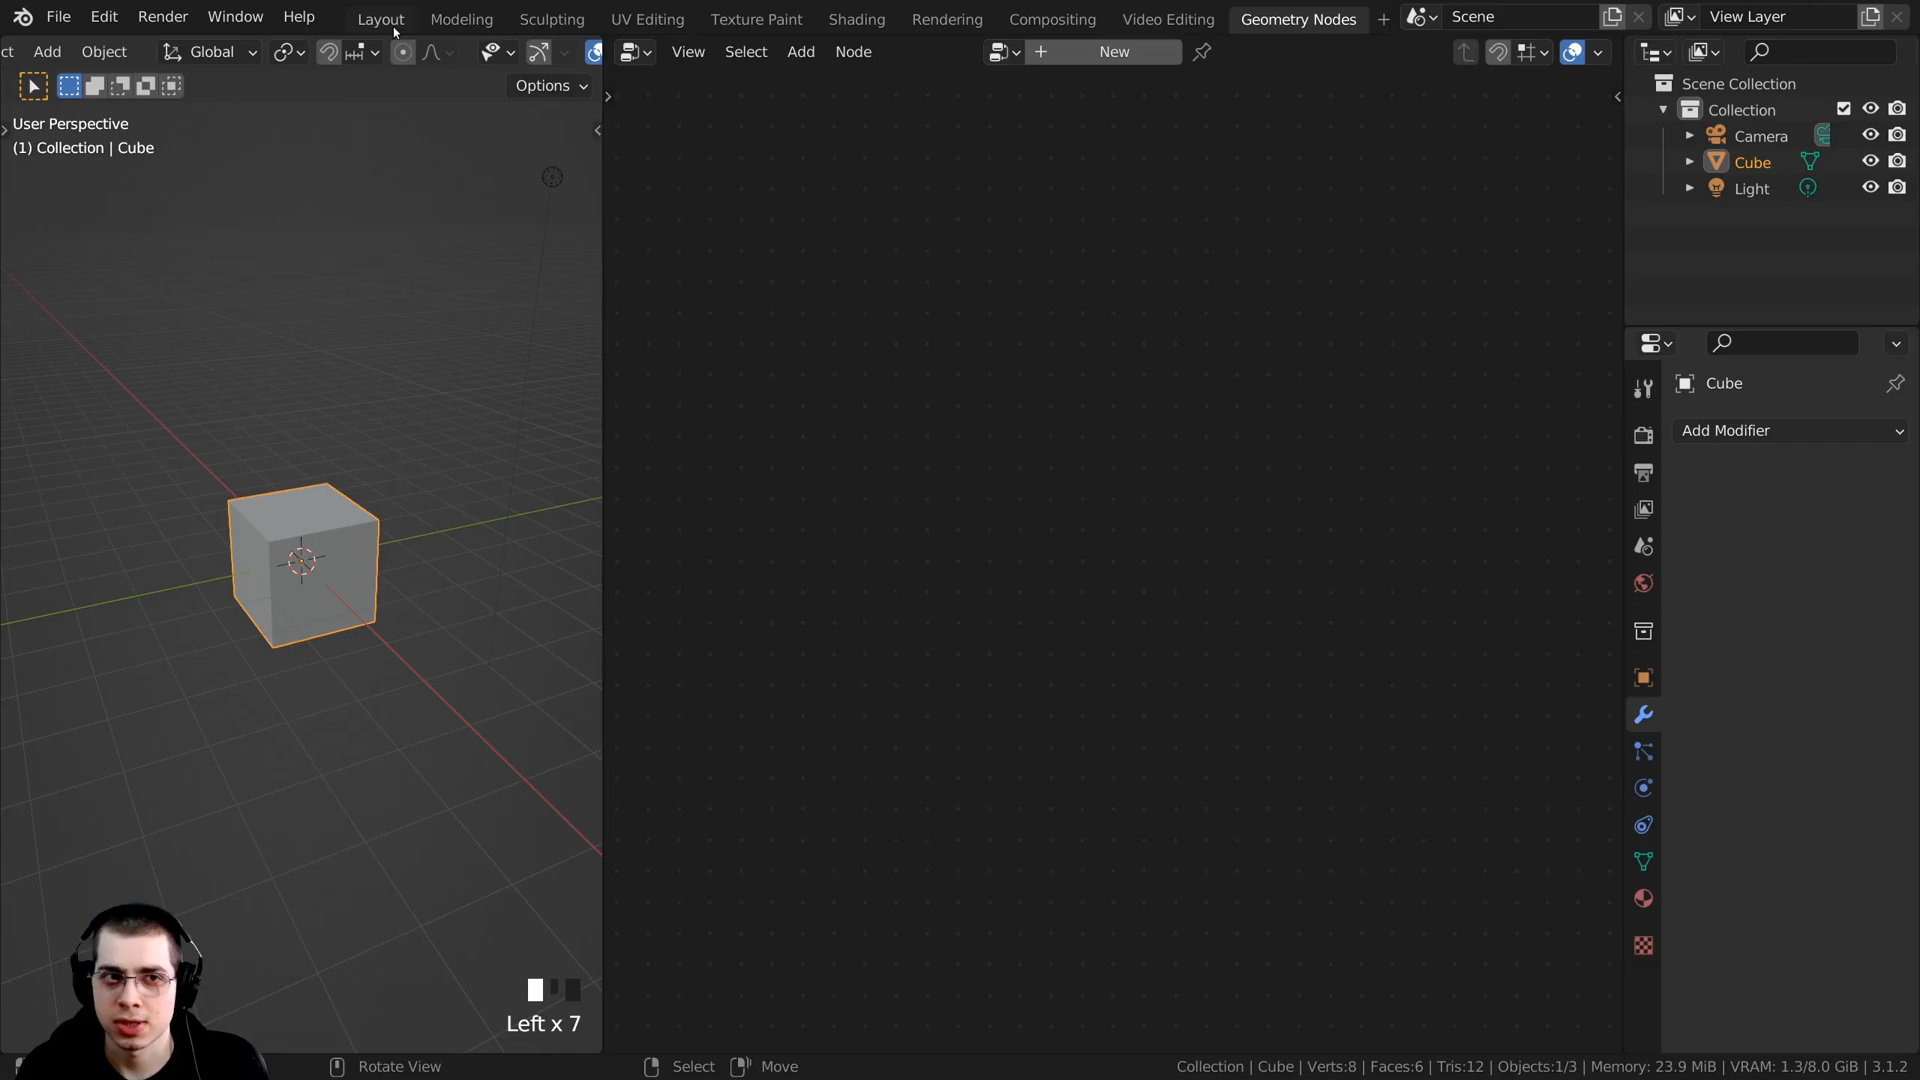 File Edit Render Window Help Layout Modeling Sculpting UV Editing Texture Paint Shading Rendering Compositing Video Editing Geometry Nodes + Scene View Layer
ct Add Object Global View Select Add Node + New
Options
User Perspective
(1) Collection | Cube
Scene Collection
Collection
Camera
Cube
Light
Cube
Add Modifier
Left x 7
Rotate View Select Move Collection | Cube | Verts:8 | Faces:6 | Tris:12 | Objects:1/3 | Memory: 23.9 MiB | VRAM: 1.3/8.0 GiB | 3.1.2